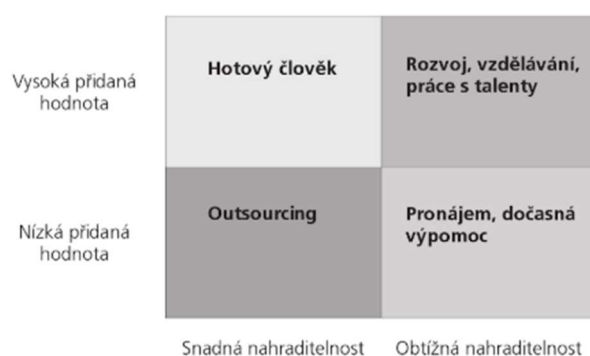 Vysoká přidaná
hodnota
Hotový člověk
Rozvoj, vzdělávání,
práce s talenty
Nízká přidaná
hodnota
Outsourcing
Pronájem, dočasná
výpomoc
Snadná nahraditelnost
Obtížná nahraditelnost